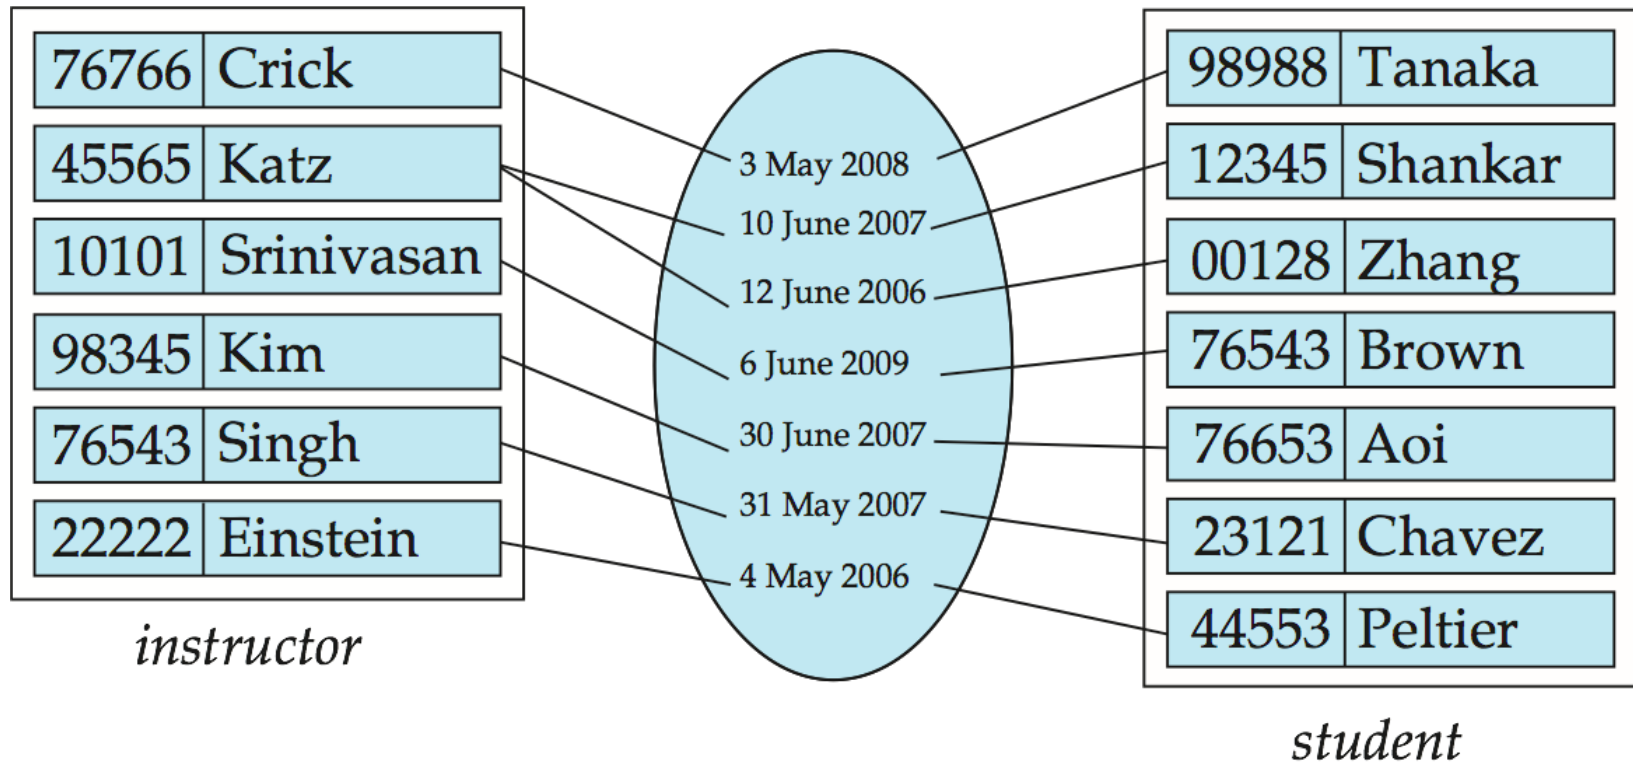 76766 Crick
45565 Katz
10101 Srinivasan
98345 Kim
76543 Singh
22222 Einstein
instructor
3 May 2008
10 June 2007
12 June 2006
6 June 2009
30 June 2007
31 May 2007
4 May 2006
98988 Tanaka
12345 Shankar
00128 Zhang
76543 Brown
76653 Aoi
23121 Chavez
44553 Peltier
student